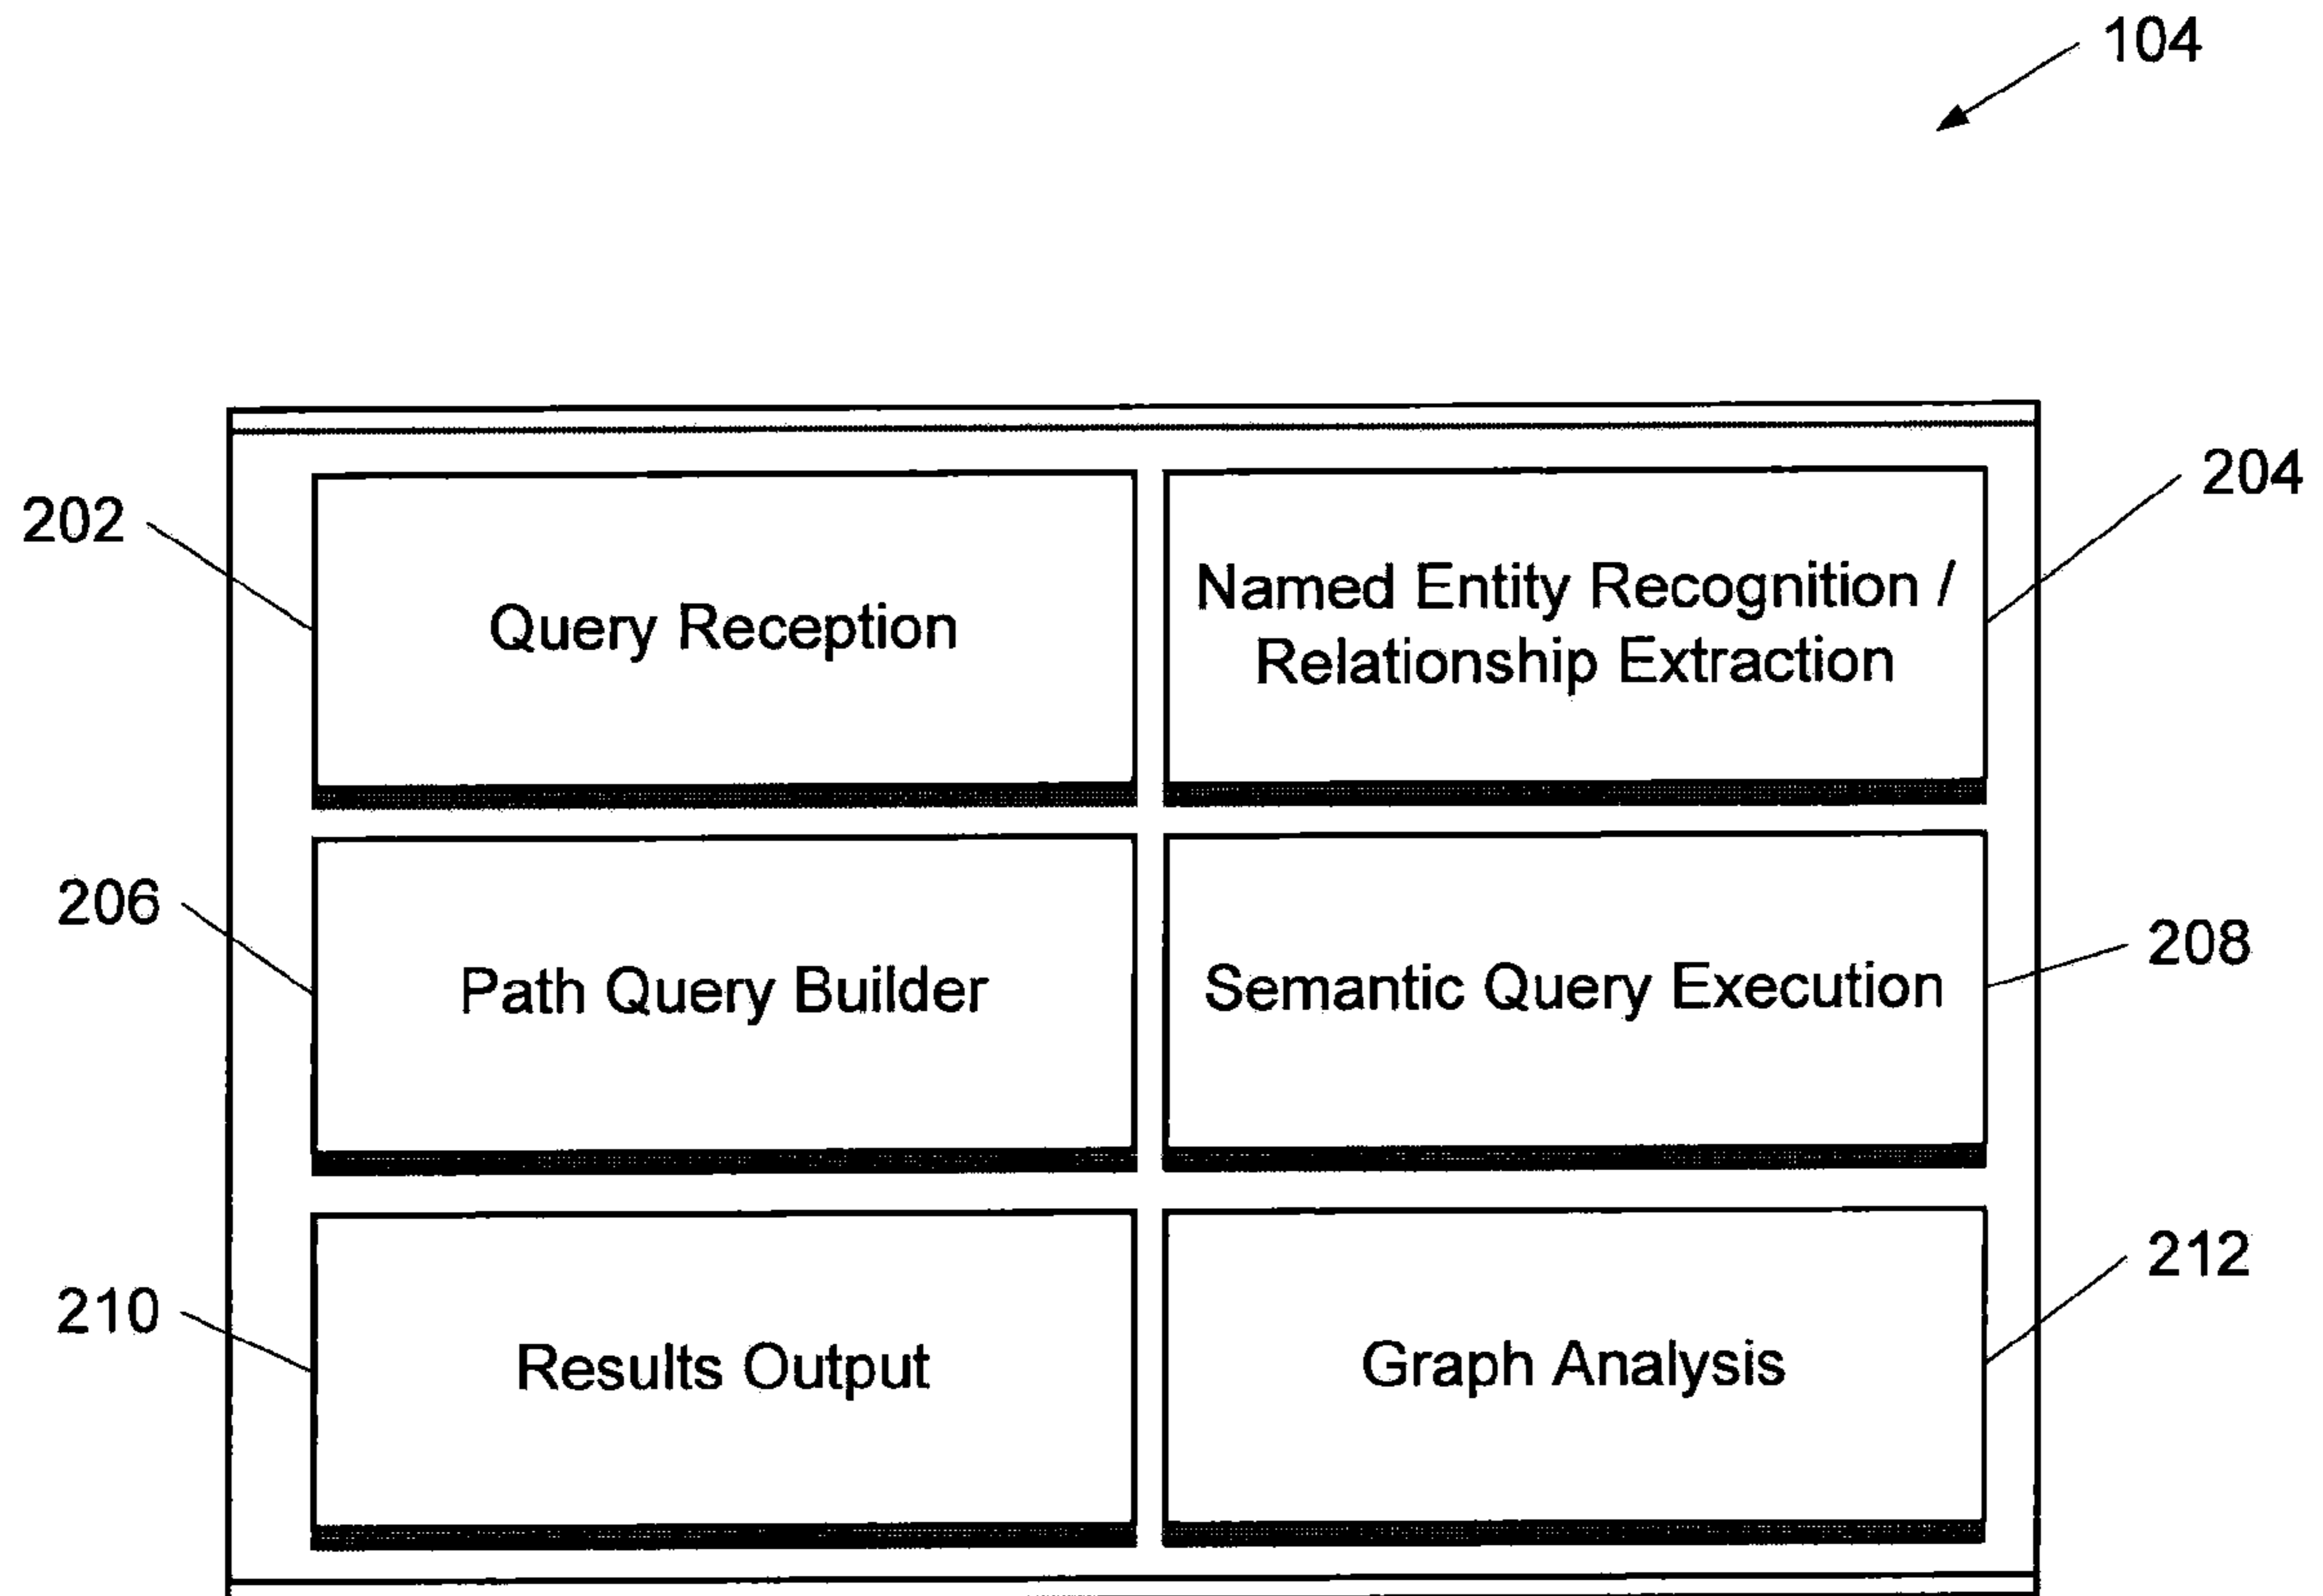 104
202
Query Reception
Named Entity Recognition /
Relationship Extraction
204
206
Path Query Builder
Semantic Query Execution
208
210
Results Output
Graph Analysis
212